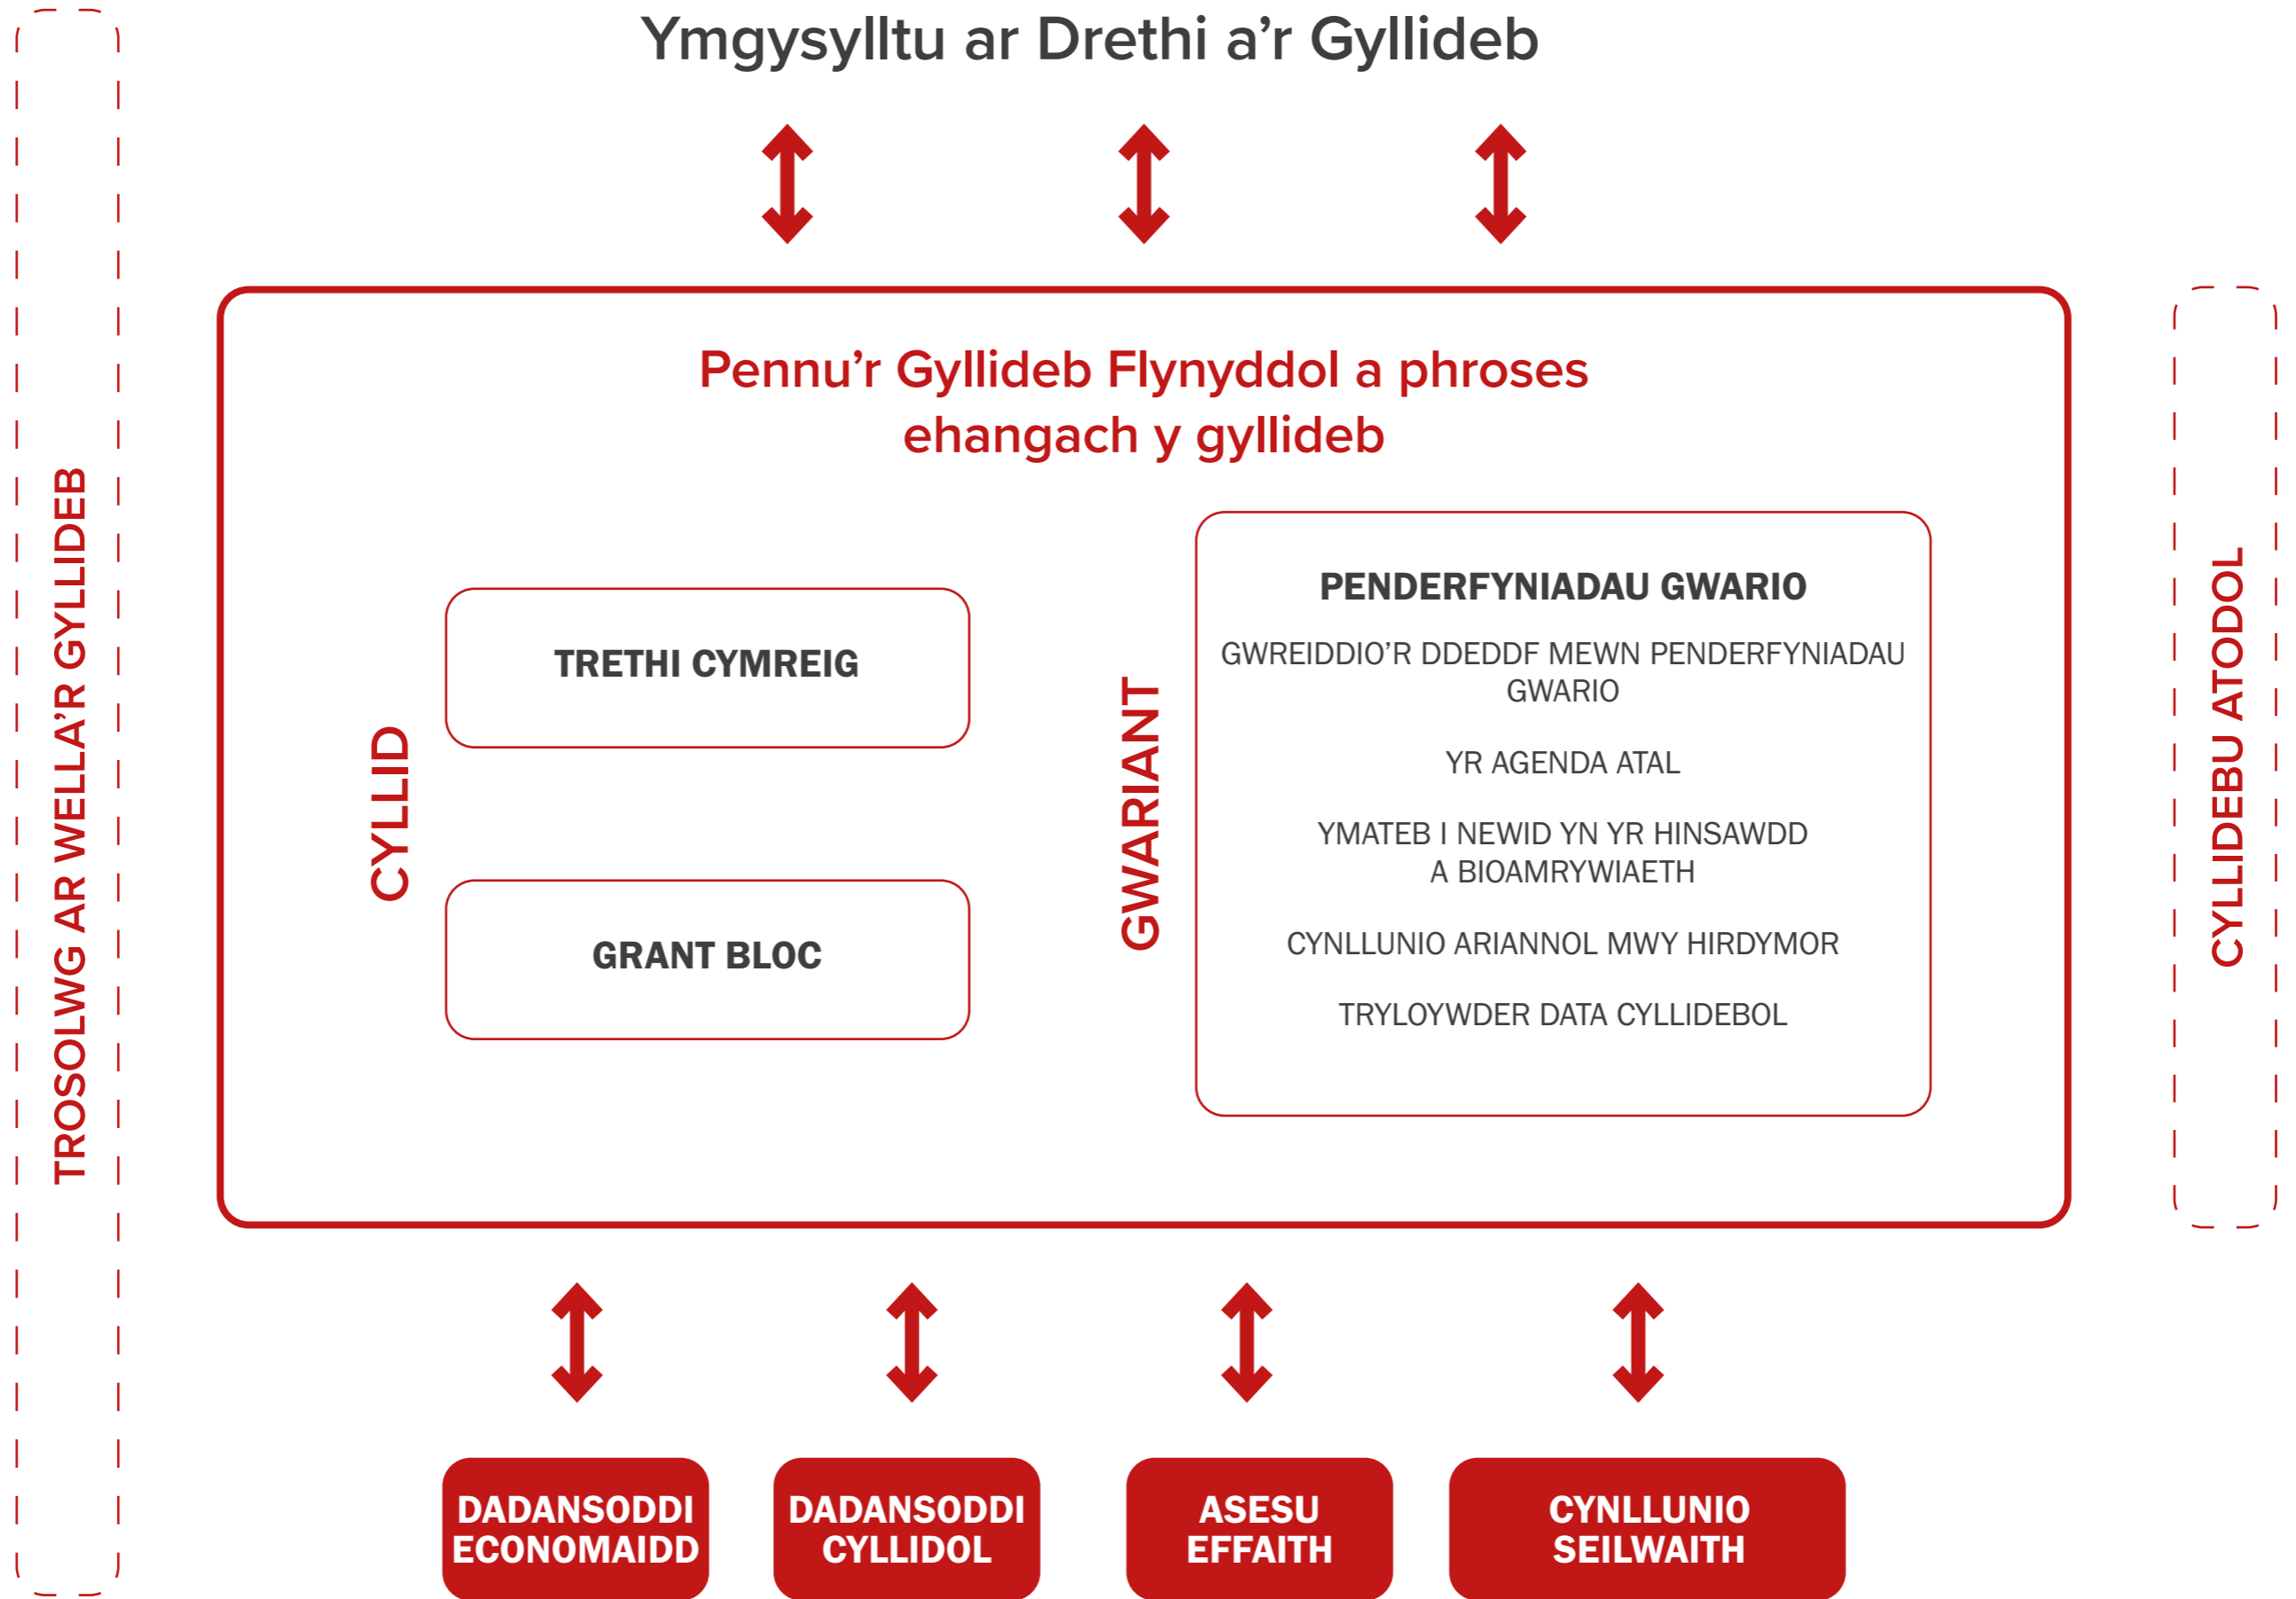 Ymgysylltu ar Drethi a’r Gyllideb
TROSOLWG AR WELLA’R GYLLIDEB
Pennu’r Gyllideb Flynyddol a phroses
ehangach y gyllideb
CYLLID
TRETHI CYMREIG
GRANT BLOC
GWARIANT
PENDERFYNIADAU GWARIO
GWREIDDIO’R DDEDDF MEWN PENDERFYNIADAU
GWARIO
YR AGENDA ATAL
YMATEB I NEWID YN YR HINSAWDD
A BIOAMRYWIAETH
CYNLLUNIO ARIANNOL MWY HIRDYMOR
TRYLOYWDER DATA CYLLIDEBOL
CYLLIDEBU ATODOL
DADANSODDI
ECONOMAIDD
DADANSODDI
CYLLIDOL
ASESU
EFFAITH
CYNLLUNIO
SEILWAITH